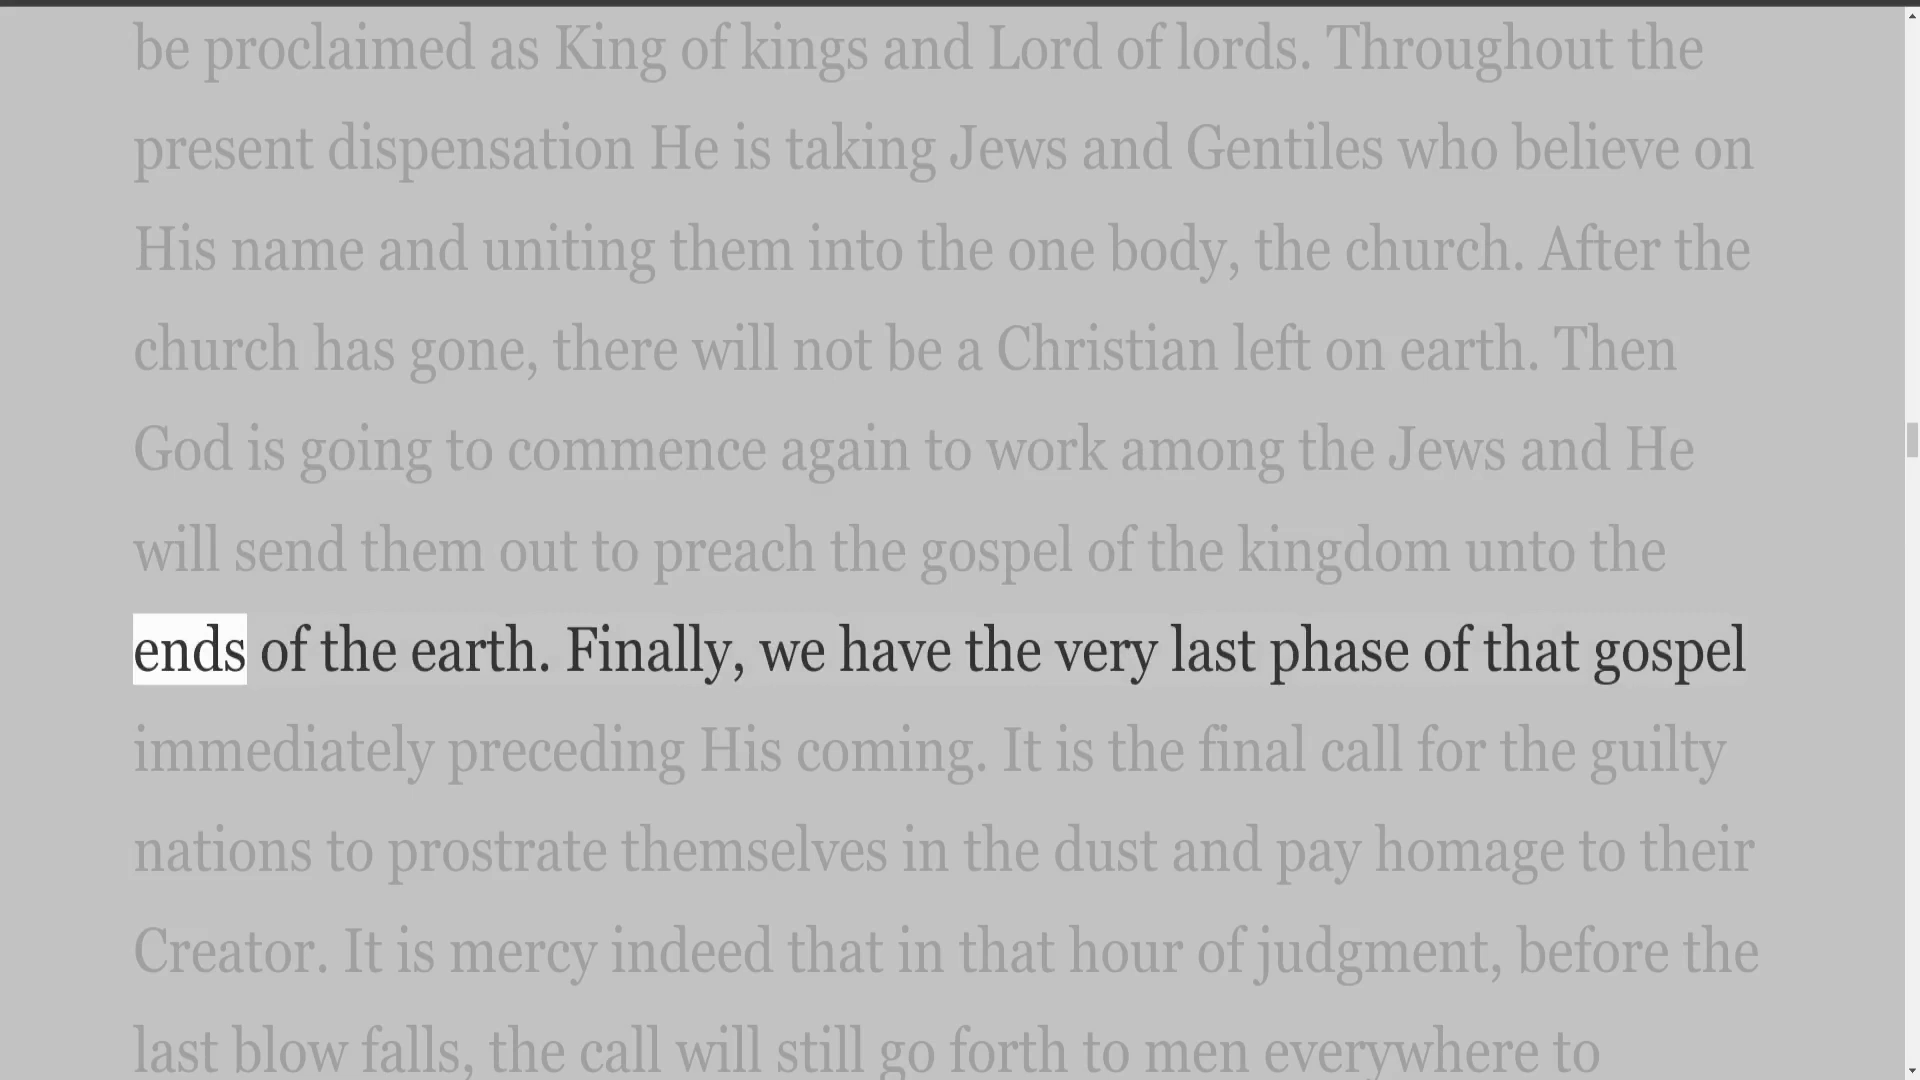 be proclaimed as King of kings and Lord of lords. Throughout the
present dispensation He is taking Jews and Gentiles who believe on
His name and uniting them into the one body, the church. After the
church has gone, there will not be a Christian left on earth. Then
God is going to commence again to work among the Jews and He
will send them out to preach the gospel of the kingdom unto the
ends of the earth. Finally, we have the very last phase of that gospel
immediately preceding His coming. It is the final call for the guilty
nations to prostrate themselves in the dust and pay homage to their
Creator. It is mercy indeed that in that hour of judgment, before the
last blow falls, the call will still go forth to men everywhere to